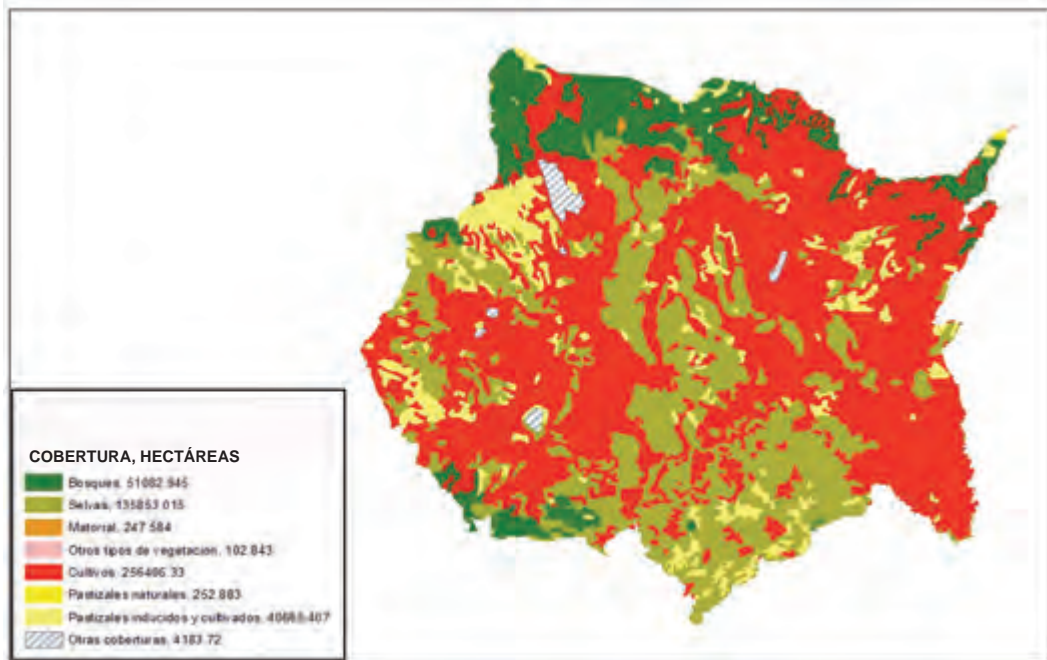 COBERTURA, HECTÁREAS
Bosques. 51082.945
Selvas. 135853.015
Matorral. 247.584
Otros tipos de vegetación. 102.843
Cultivos. 256406.33
Pastizales naturales. 252.883
Pastizales inducidos y cultivados. 40665.407
Otras coberturas. 4183.72